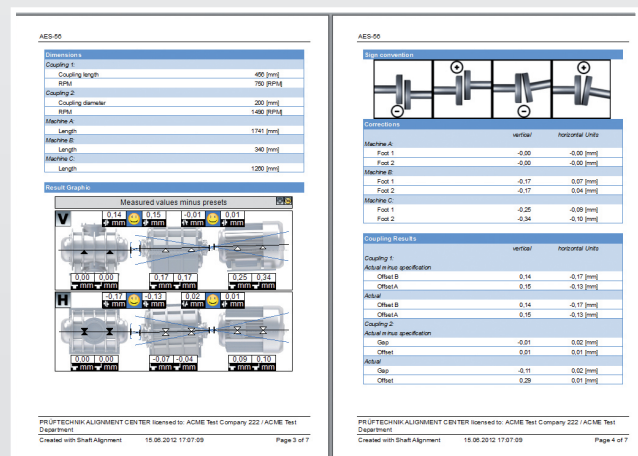 AES-56
Dimensions
Coupling 1:
Coupling length 466 [mm]
RPM 750 [RPM]
Coupling 2:
Coupling diameter 200 [mm]
RPM 1490 [RPM]
Machine A:
Length 1741 [mm]
Machine B:
Length 340 [mm]
Machine C:
Length 1260 [mm]
Result Graphic
Measured values minus presets
V 0,14 0,15 -0,01 0,01
mm mm mm mm
0,00 0,00 0,17 0,17 0,25 0,34
mm mm mm mm mm mm
H -0,17 -0,13 0,02 0,01
mm mm mm mm
0,00 0,00 -0,07 -0,04 0,09 0,10
mm mm mm mm mm mm
PRÜFTECHNIK ALIGNMENT CENTER licensed to: ACME Test Company 222 / ACME Test
Department
Created with Shaft Alignment 15.06.2012 17:07:09 Page 3 of 7
AES-56
Sign convention
Corrections
vertical horizontal Units
Machine A:
Foot 1 -0,00 -0,00 [mm]
Foot 2 -0,00 -0,00 [mm]
Machine B:
Foot 1 -0,17 0,07 [mm]
Foot 2 -0,17 0,04 [mm]
Machine C:
Foot 1 -0,25 -0,09 [mm]
Foot 2 -0,34 -0,10 [mm]
Coupling Results
vertical horizontal Units
Coupling 1:
Actual minus specification
Offset B 0,14 -0,17 [mm]
Offset A 0,15 -0,13 [mm]
Actual
Offset B 0,14 -0,17 [mm]
Offset A 0,15 -0,13 [mm]
Coupling 2:
Actual minus specification
Gap -0,01 0,02 [mm]
Offset 0,01 0,01 [mm]
Actual
Gap -0,11 0,02 [mm]
Offset 0,29 0,01 [mm]
PRÜFTECHNIK ALIGNMENT CENTER licensed to: ACME Test Company 222 / ACME Test
Department
Created with Shaft Alignment 15.06.2012 17:07:09 Page 4 of 7